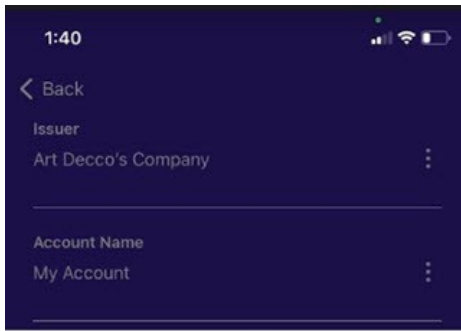 1:40
Back
Issuer
Art Decco's Company
Account Name
My Account